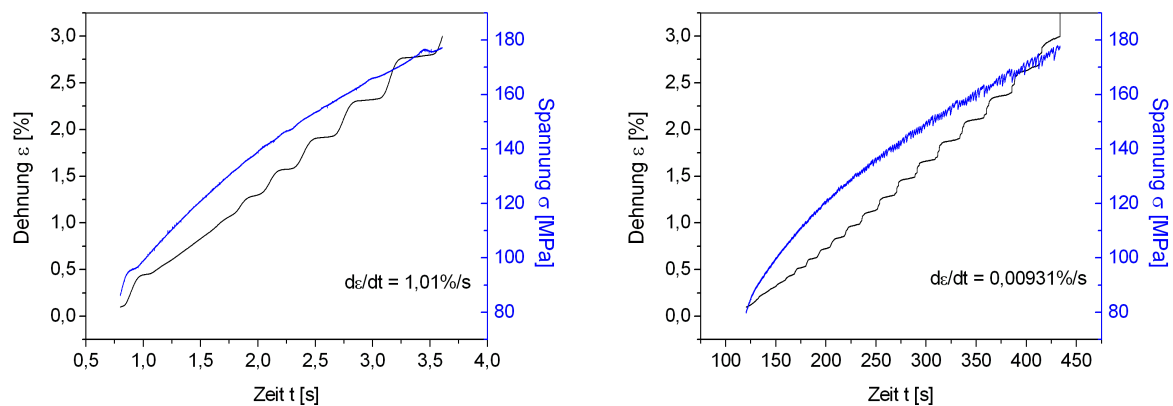 3,0
2,5
2,0
1,5
1,0
0,5
0,0
Dehnung ε [%]
180
160
140
120
100
80
Spannung σ [MPa]
dε/dt = 1,01%/s
0,5 1,0 1,5 2,0 2,5 3,0 3,5 4,0
Zeit t [s]
3,0
2,5
2,0
1,5
1,0
0,5
0,0
Dehnung ε [%]
180
160
140
120
100
80
Spannung σ [MPa]
dε/dt = 0,00931%/s
100 150 200 250 300 350 400 450
Zeit t [s]